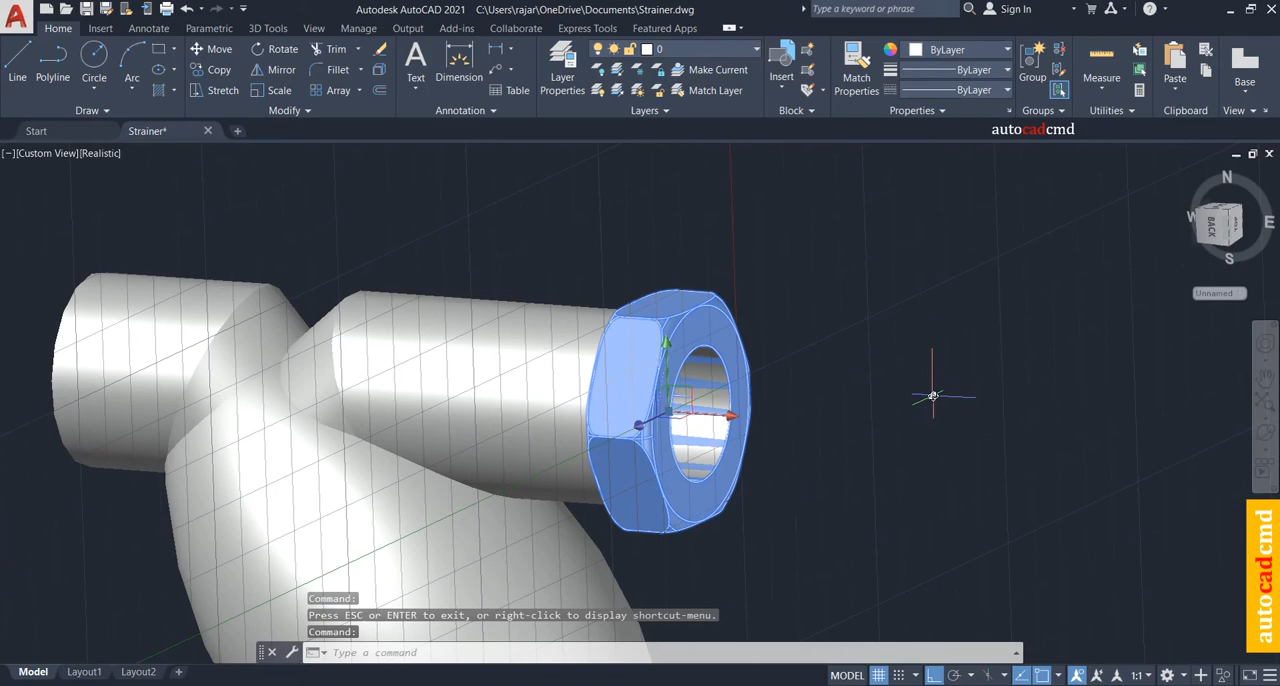 Autodesk AutoCAD 2021 C:\Users\rajar\OneDrive\Documents\Strainer.dwg
Type a keyword or phrase
Sign In
Home Insert Annotate Parametric 3D Tools View Manage Output Add-ins Collaborate Express Tools Featured Apps
Line Polyline Circle Arc
Move Rotate Trim
Copy Mirror Fillet
Stretch Scale Array
Text Dimension Table
Layer Properties
0
Make Current
Match Layer
Insert
Match Properties
ByLayer
ByLayer
ByLayer
Group Measure Paste Base
Draw Modify Annotation Layers Block Properties Groups Utilities Clipboard View
Start Strainer*
autocadcmd
[−][Custom View][Realistic]
N
W
E
S
BACK
Unnamed
autocadcmd
Command:
Press ESC or ENTER to exit, or right-click to display shortcut-menu.
Command:
Type a command
Model Layout1 Layout2 +
MODEL
1:1